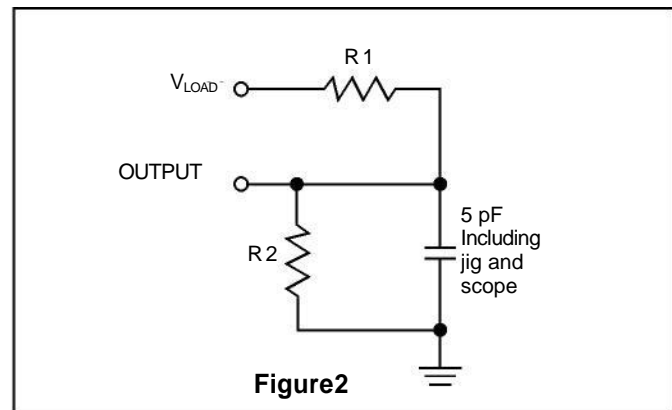 R1
VLOAD
OUTPUT
5 pF
Including
jig and
scope
R2
Figure2